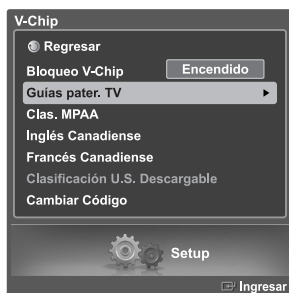 V-Chip
Regresar
Bloqueo V-Chip Encendido
Guías pater. TV
Clas. MPAA
Inglés Canadiense
Francés Canadiense
Clasificación U.S. Descargable
Cambiar Código
Setup
Ingresar